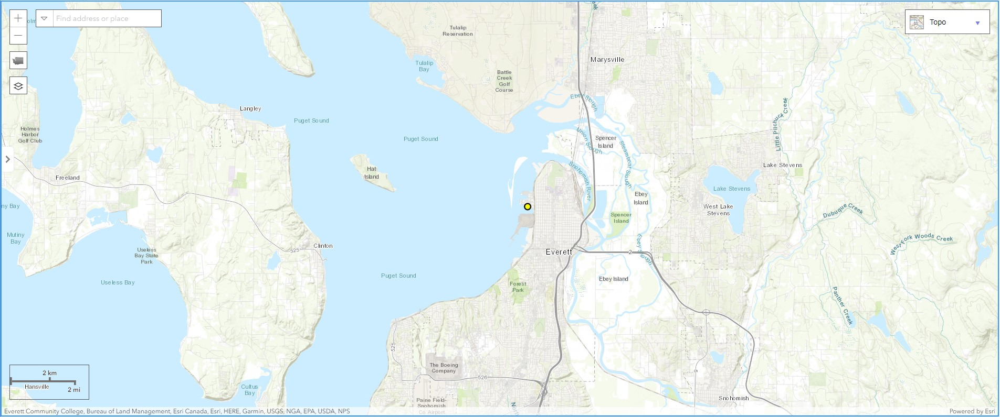 Find address or place
Topo
Tulalip
Reservation
Marysville
Tulalip
Bay
Battle
Creek
Golf
Course
Ebey Slough
Langley
Puget Sound
Puget Sound
Holmes
Harbor
Golf Club
Union Slough
Spencer
Island
Steamboat Slough
Little Pilchuck Creek
Freeland
Hat
Island
Snohomish River
Lake Stevens
Lake Stevens
Ebey
Island
West Lake
Stevens
ny Bay
Spencer
Island
Dubuque Creek
Mutiny
Bay
Useless
Bay State
Park
525
Clinton
Everett
2
Ebey Slough
West Fork Woods Creek
Puget Sound
Useless Bay
Forest
Park
Ebey Island
Panther Creek
525
The Boeing
Company
526
9
2 km
2 mi
Hansville
Cultus
Bay
Paine Field-
Snohomish
Co Airport
North
Snohomish
Everett Community College, Bureau of Land Management, Esri Canada, Esri, HERE, Garmin, USGS, NGA, EPA, USDA, NPS
Powered by Esri